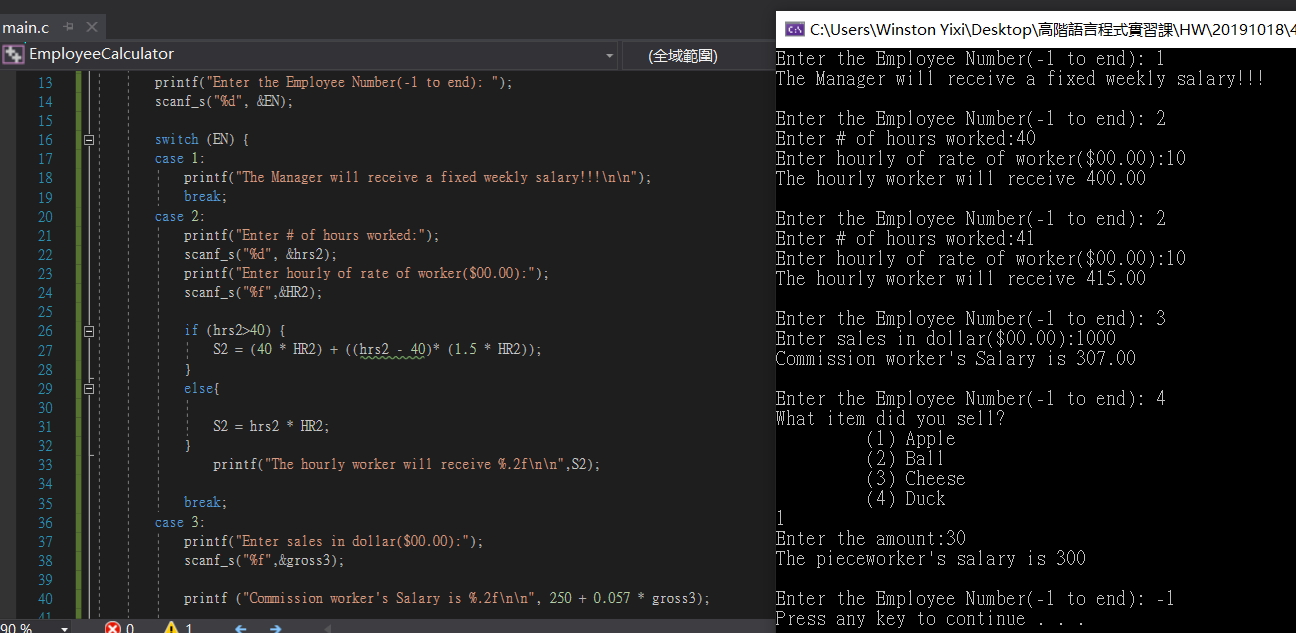 main.c
EmployeeCalculator
(全域範圍)
13 printf("Enter the Employee Number(-1 to end): ");
14 scanf_s("%d", &EN);
15
16 switch (EN) {
17 case 1:
18 printf("The Manager will receive a fixed weekly salary!!!\n\n");
19 break;
20 case 2:
21 printf("Enter # of hours worked:");
22 scanf_s("%d", &hrs2);
23 printf("Enter hourly of rate of worker($00.00):");
24 scanf_s("%f",&HR2);
25
26 if (hrs2>40) {
27 S2 = (40 * HR2) + ((hrs2 - 40)* (1.5 * HR2));
28 }
29 else{
30
31 S2 = hrs2 * HR2;
32 }
33 printf("The hourly worker will receive %.2f\n\n",S2);
34
35 break;
36 case 3:
37 printf("Enter sales in dollar($00.00):");
38 scanf_s("%f",&gross3);
39
40 printf ("Commission worker's Salary is %.2f\n\n", 250 + 0.057 * gross3);
41
90 % 0 1
C:\Users\Winston Yixi\Desktop\高階語言程式實習課\HW\20191018\4
Enter the Employee Number(-1 to end): 1
The Manager will receive a fixed weekly salary!!!
Enter the Employee Number(-1 to end): 2
Enter # of hours worked:40
Enter hourly of rate of worker($00.00):10
The hourly worker will receive 400.00
Enter the Employee Number(-1 to end): 2
Enter # of hours worked:41
Enter hourly of rate of worker($00.00):10
The hourly worker will receive 415.00
Enter the Employee Number(-1 to end): 3
Enter sales in dollar($00.00):1000
Commission worker's Salary is 307.00
Enter the Employee Number(-1 to end): 4
What item did you sell?
(1) Apple
(2) Ball
(3) Cheese
(4) Duck
1
Enter the amount:30
The pieceworker's salary is 300
Enter the Employee Number(-1 to end): -1
Press any key to continue . . .